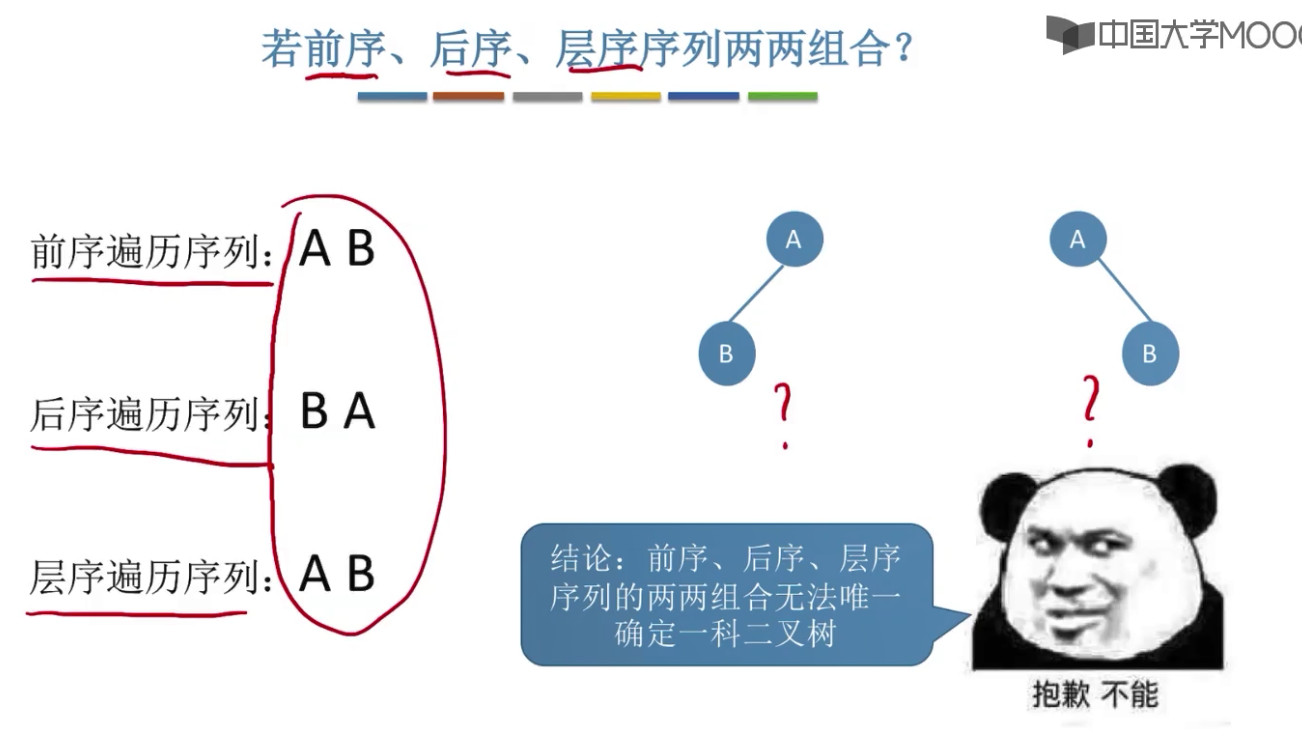 中国大学MOOC
若前序、后序、层序序列两两组合？
前序遍历序列：A B
后序遍历序列：B A
层序遍历序列：A B
A
B
?
A
B
?
结论：前序、后序、层序
序列的两两组合无法唯一
确定一科二叉树
抱歉 不能